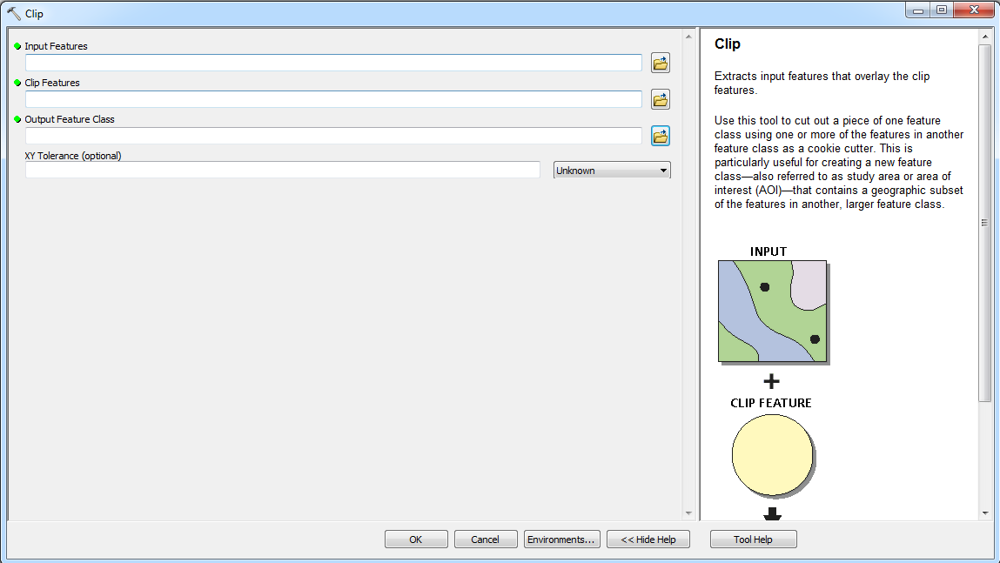 Clip
Input Features
Clip Features
Output Feature Class
XY Tolerance (optional)
Unknown
OK
Cancel
Environments...
<< Hide Help
Clip
Extracts input features that overlay the clip
features.
Use this tool to cut out a piece of one feature
class using one or more of the features in another
feature class as a cookie cutter. This is
particularly useful for creating a new feature
class—also referred to as study area or area of
interest (AOI)—that contains a geographic subset
of the features in another, larger feature class.
INPUT
CLIP FEATURE
Tool Help